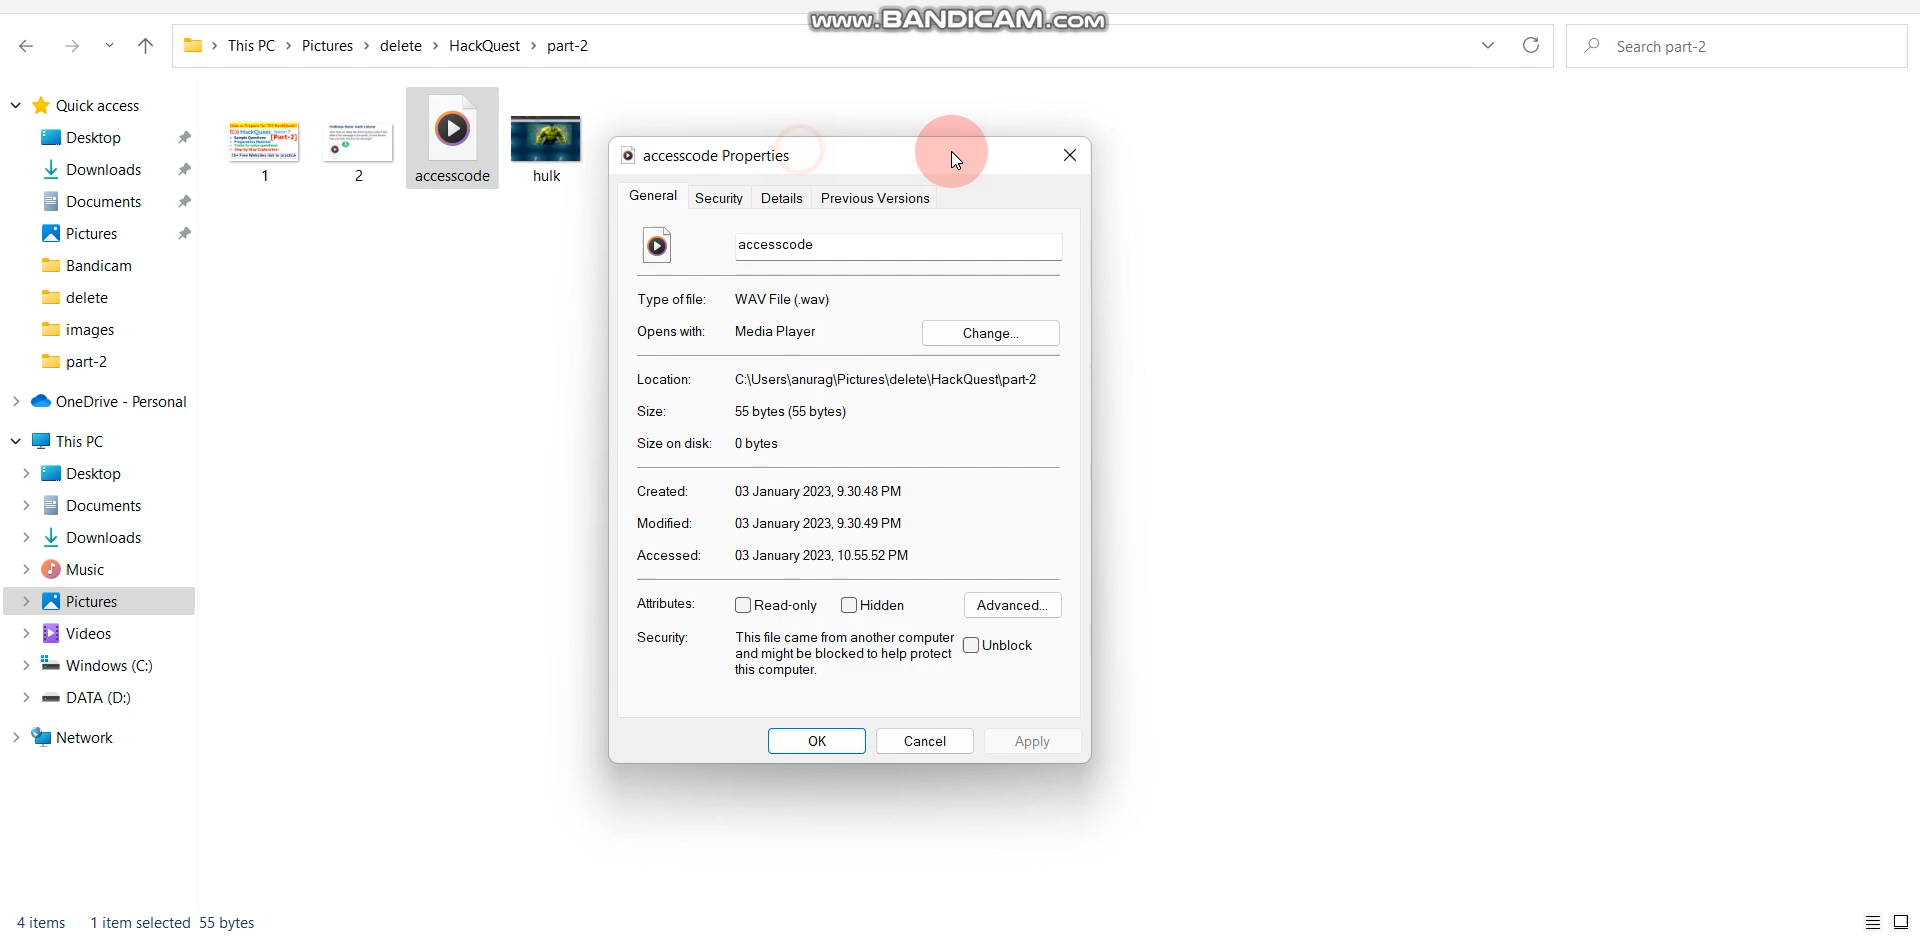 www.BANDICAM.com
This PC > Pictures > delete > HackQuest > part-2
Search part-2
Quick access
Desktop
Downloads
Documents
Pictures
Bandicam
delete
images
part-2
OneDrive - Personal
This PC
Desktop
Documents
Downloads
Music
Pictures
Videos
Windows (C:)
DATA (D:)
Network
1
2
accesscode
hulk
accesscode Properties
General Security Details Previous Versions
accesscode
Type of file: WAV File (.wav)
Opens with: Media Player Change...
Location: C:\Users\anurag\Pictures\delete\HackQuest\part-2
Size: 55 bytes (55 bytes)
Size on disk: 0 bytes
Created: 03 January 2023, 9.30.48 PM
Modified: 03 January 2023, 9.30.49 PM
Accessed: 03 January 2023, 10.55.52 PM
Attributes: Read-only Hidden Advanced...
Security: This file came from another computer
and might be blocked to help protect
this computer.
Unblock
OK Cancel Apply
4 items 1 item selected 55 bytes